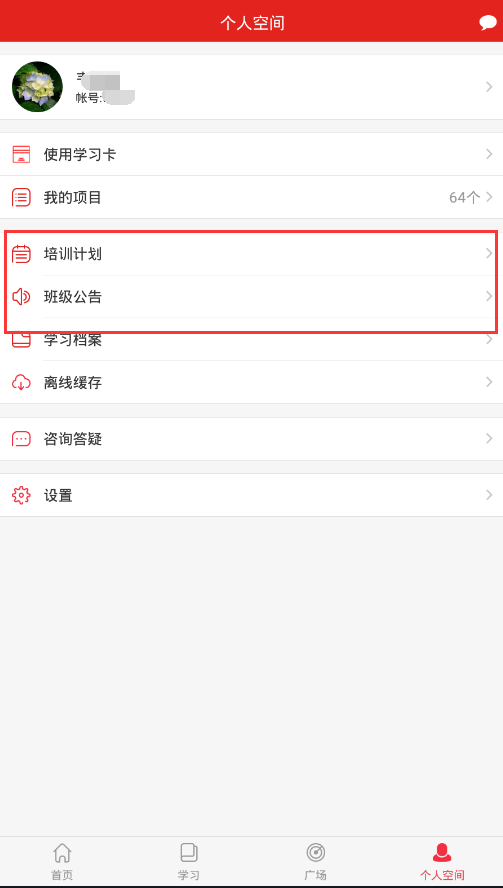 个人空间
帐号:
使用学习卡
我的项目
64个
培训计划
班级公告
学习档案
离线缓存
咨询答疑
设置
首页
学习
广场
个人空间